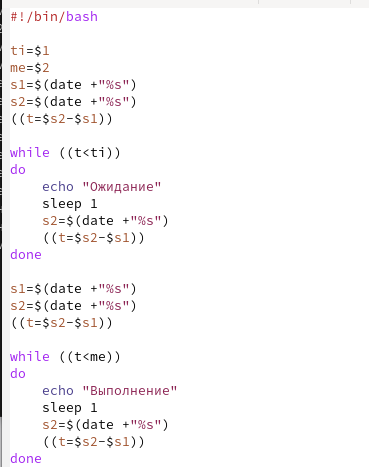 #!/bin/bash
ti=$1
me=$2
s1=$(date +"%s")
s2=$(date +"%s")
((t=$s2-$s1))
while ((t<ti))
do
    echo "Ожидание"
    sleep 1
    s2=$(date +"%s")
    ((t=$s2-$s1))
done
s1=$(date +"%s")
s2=$(date +"%s")
((t=$s2-$s1))
while ((t<me))
do
    echo "Выполнение"
    sleep 1
    s2=$(date +"%s")
    ((t=$s2-$s1))
done